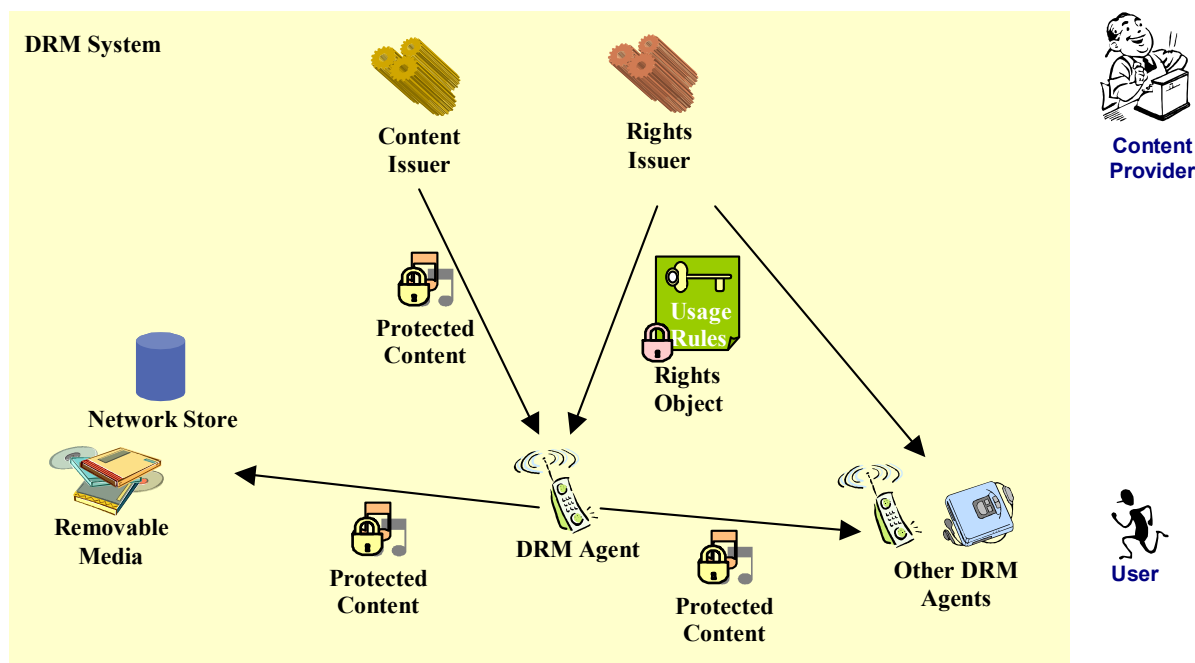 DRM System
Content
Issuer
Rights
Issuer
Content
Provider
Protected
Content
Usage
Rules
Rights
Object
Network Store
Removable
Media
DRM Agent
Other DRM
Agents
User
Protected
Content
Protected
Content